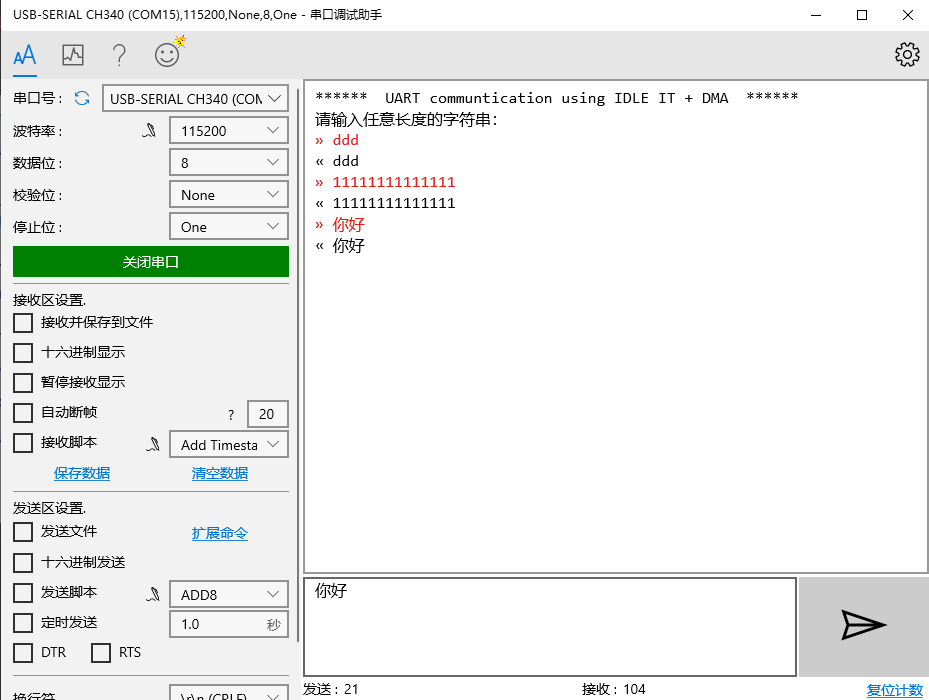 USB-SERIAL CH340 (COM15),115200,None,8,One - 串口调试助手
AA
?
串口号: USB-SERIAL CH340 (COM
波特率: 115200
数据位: 8
校验位: None
停止位: One
关闭串口
接收区设置.
接收并保存到文件
十六进制显示
暂停接收显示
自动断帧 ? 20
接收脚本 Add Timesta
保存数据 清空数据
发送区设置.
发送文件 扩展命令
十六进制发送
发送脚本 ADD8
定时发送 1.0 秒
DTR RTS
换行符 \r\n (CRLF)
****** UART communtication using IDLE IT + DMA ******
请输入任意长度的字符串:
» ddd
« ddd
» 11111111111111
« 11111111111111
» 你好
« 你好
你好
发送: 21 接收: 104 复位计数